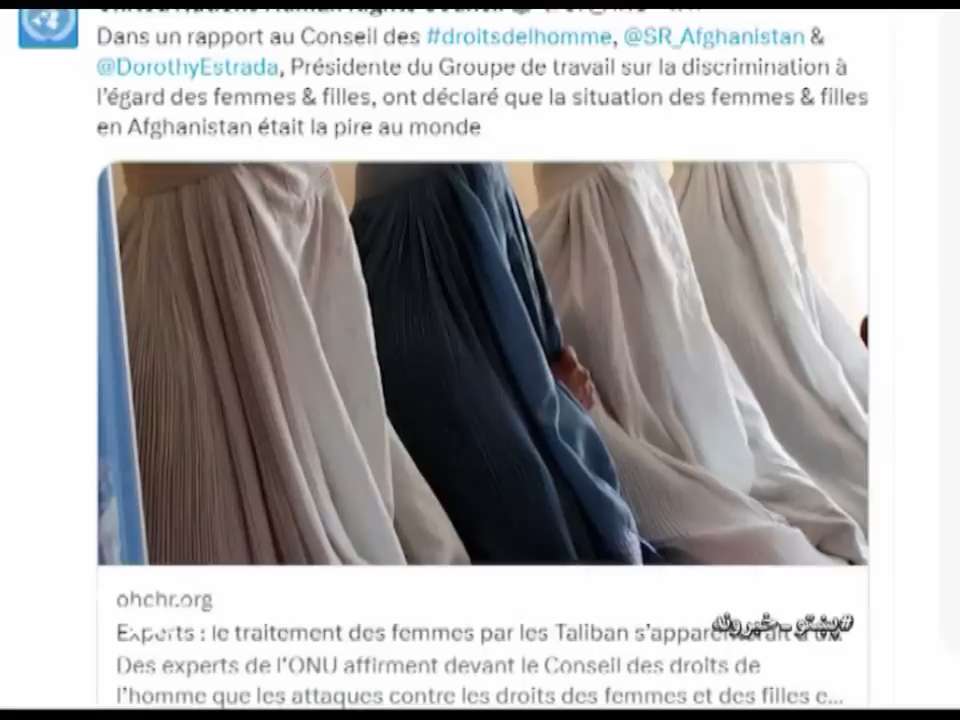 Dans un rapport au Conseil des #droitsdelhomme, @SR_Afghanistan &
@DorothyEstrada, Présidente du Groupe de travail sur la discrimination à
l'égard des femmes & filles, ont déclaré que la situation des femmes & filles
en Afghanistan était la pire au monde
ohchr.org
Experts : le traitement des femmes par les Taliban
#پښتو_خبرونه
Des experts de l'ONU affirment devant le Conseil des droits de
l'homme que les attaques contre les droits des femmes et des filles e...